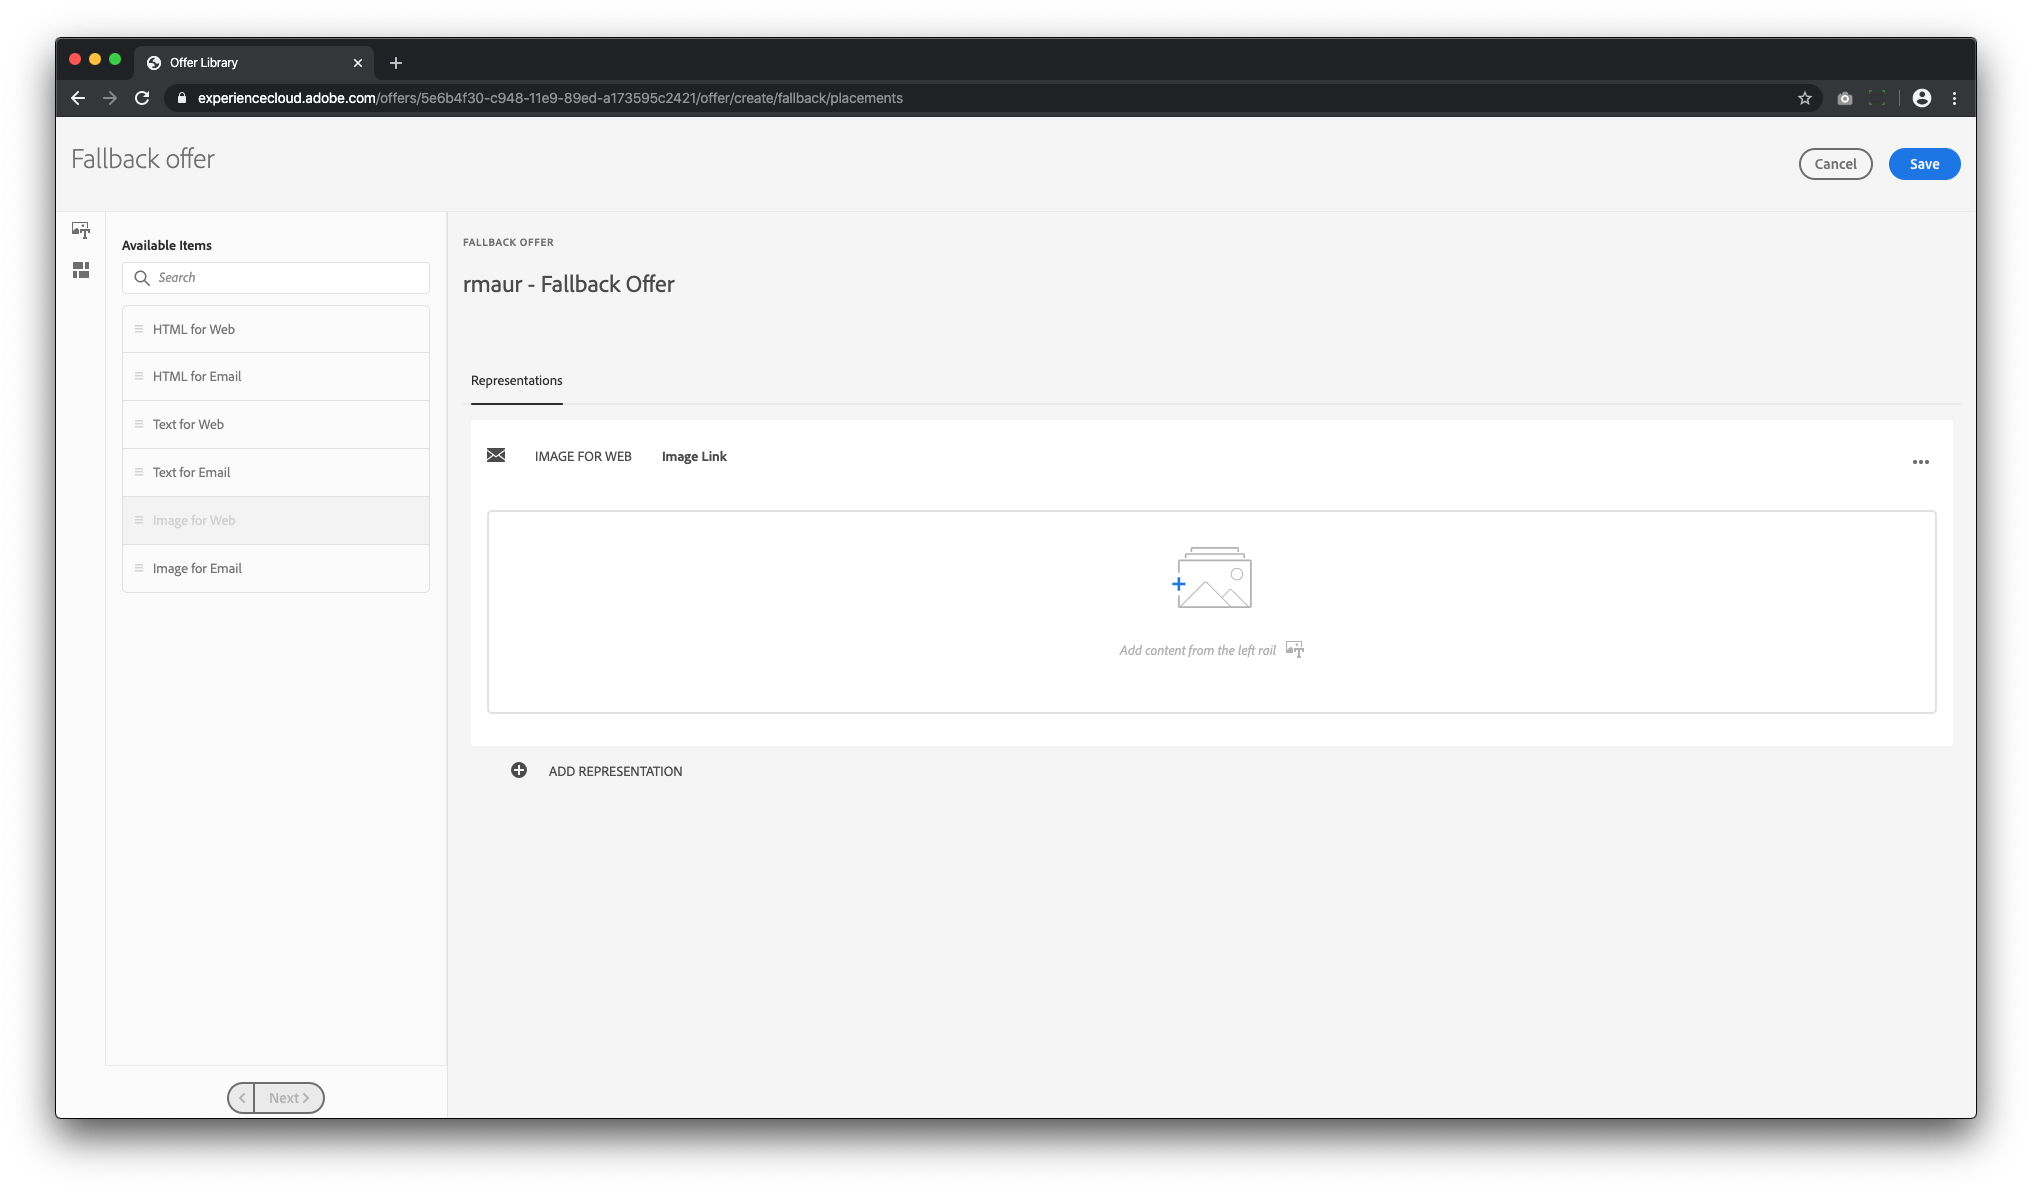 Offer Library
experiencecloud.adobe.com/offers/5e6b4f30-c948-11e9-89ed-a173595c2421/offer/create/fallback/placements
Fallback offer
Cancel
Save
Available Items
Search
HTML for Web
HTML for Email
Text for Web
Text for Email
Image for Web
Image for Email
Next
FALLBACK OFFER
rmaur - Fallback Offer
Representations
IMAGE FOR WEB Image Link
Add content from the left rail
ADD REPRESENTATION